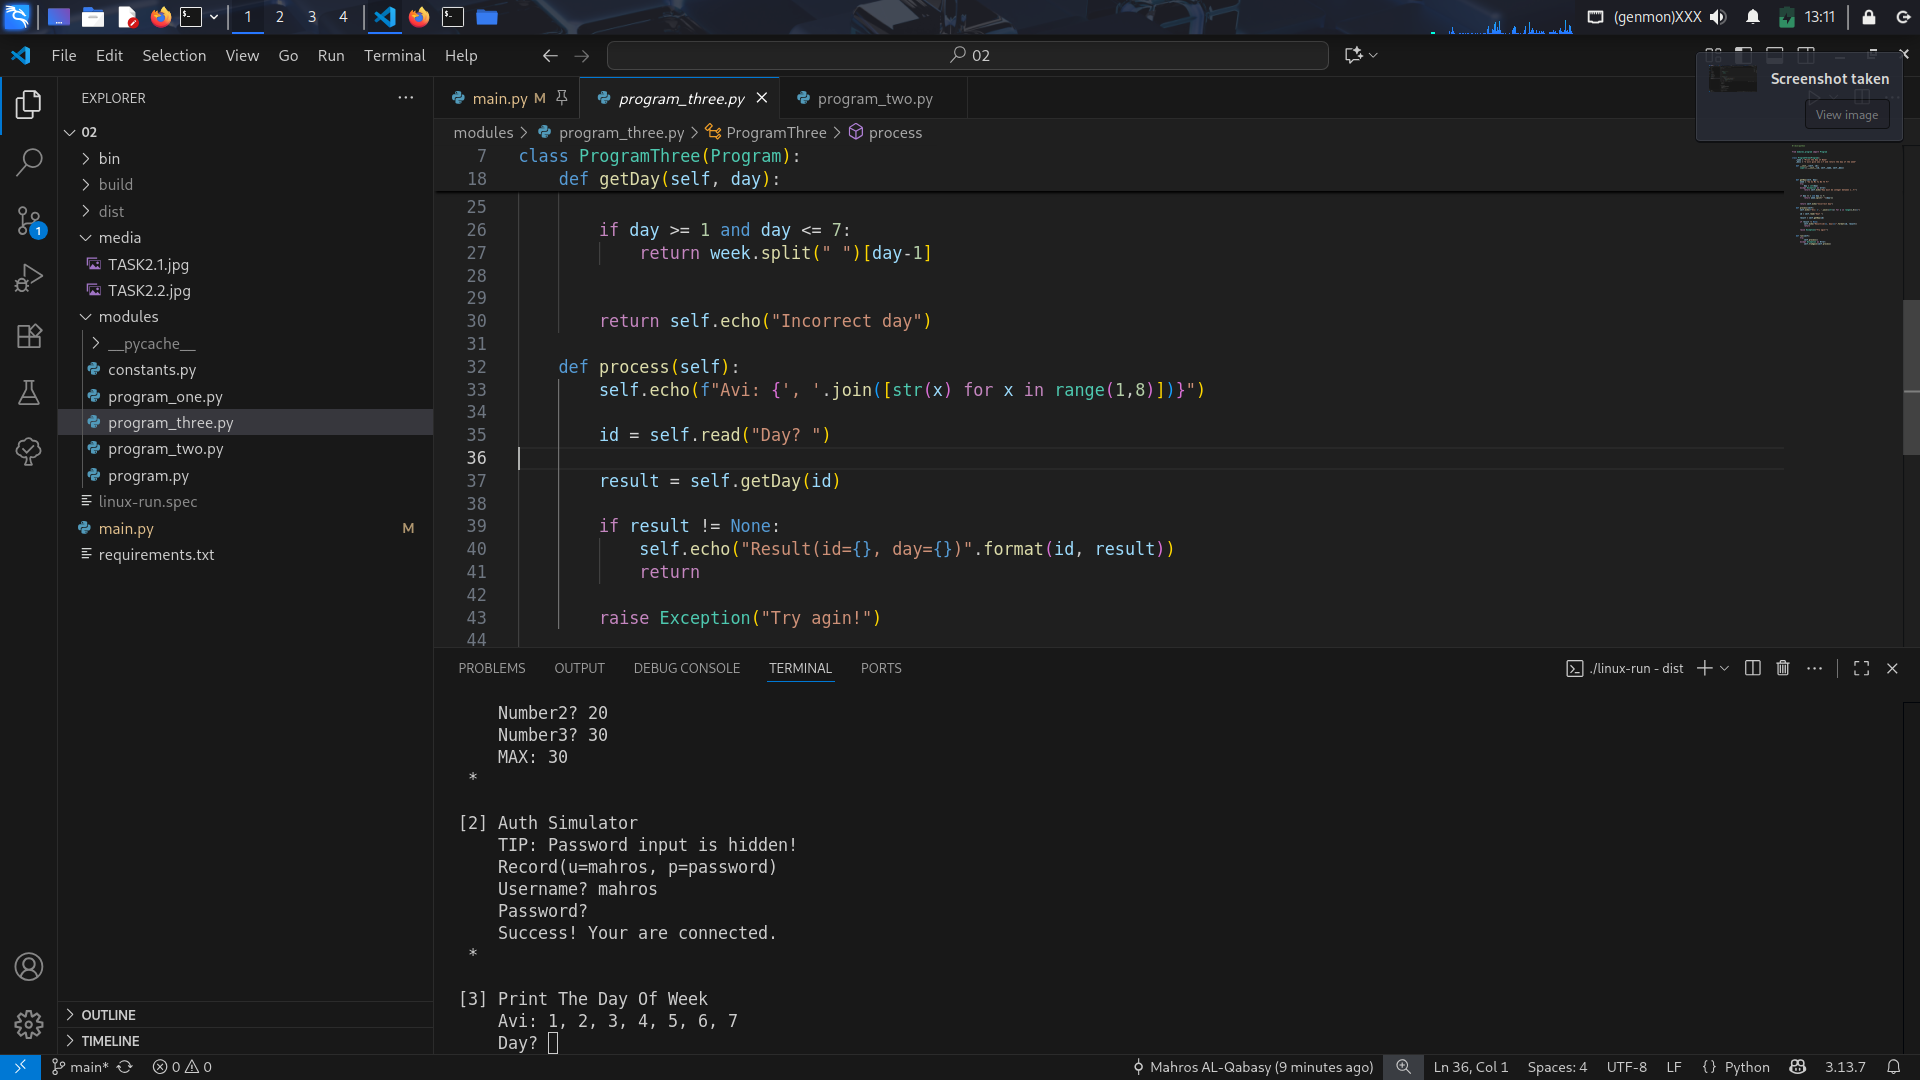 1 2 3 4 (genmon)XXX 13:11
File Edit Selection View Go Run Terminal Help 02
Screenshot taken
View image
EXPLORER
02
bin
build
dist
media
TASK2.1.jpg
TASK2.2.jpg
modules
__pycache__
constants.py
program_one.py
program_three.py
program_two.py
program.py
linux-run.spec
main.py M
requirements.txt
OUTLINE
TIMELINE
main.py M program_three.py program_two.py
modules > program_three.py > ProgramThree > process
7 class ProgramThree(Program):
18 def getDay(self, day):
25
26 if day >= 1 and day <= 7:
27 return week.split(" ")[day-1]
28
29
30 return self.echo("Incorrect day")
31
32 def process(self):
33 self.echo(f"Avi: {', '.join([str(x) for x in range(1,8)])}")
34
35 id = self.read("Day? ")
36
37 result = self.getDay(id)
38
39 if result != None:
40 self.echo("Result(id={}, day={})".format(id, result))
41 return
42
43 raise Exception("Try agin!")
44
PROBLEMS OUTPUT DEBUG CONSOLE TERMINAL PORTS ./linux-run - dist
Number2? 20
Number3? 30
MAX: 30
*
[2] Auth Simulator
TIP: Password input is hidden!
Record(u=mahros, p=password)
Username? mahros
Password?
Success! Your are connected.
*
[3] Print The Day Of Week
Avi: 1, 2, 3, 4, 5, 6, 7
Day?
main* 0 0 Mahros AL-Qabasy (9 minutes ago) Ln 36, Col 1 Spaces: 4 UTF-8 LF {} Python 3.13.7